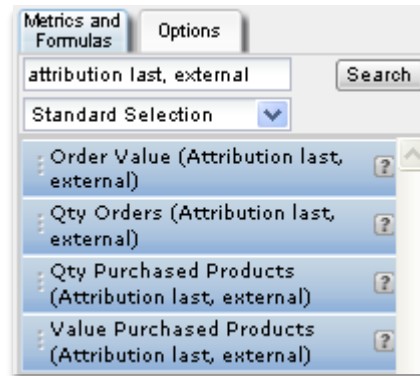 Metrics and
Formulas
Options
attribution last, external
Search
Standard Selection
Order Value (Attribution last,
external)
?
Qty Orders (Attribution last,
external)
?
Qty Purchased Products
(Attribution last, external)
?
Value Purchased Products
(Attribution last, external)
?